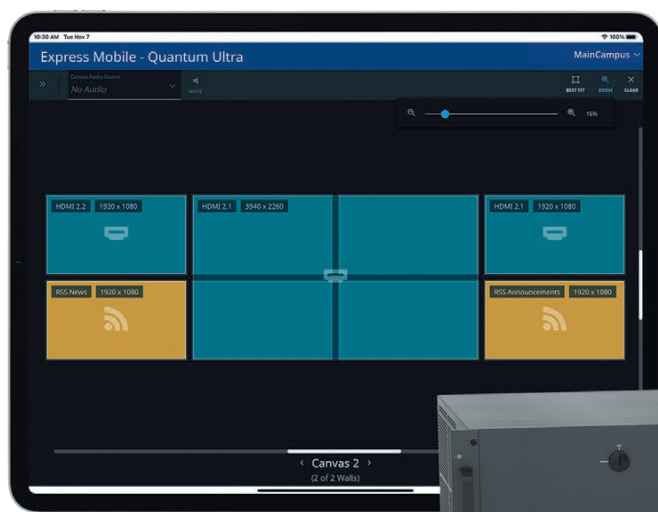 10:30 AM Tue Nov 7
100%
Express Mobile - Quantum Ultra
MainCampus
Canvas Audio Source
No Audio
MUTE
BEST FIT
ZOOM
CLEAR
16%
HDMI 2.2 1920 x 1080
HDMI 2.1 3940 x 2260
HDMI 2.1 1920 x 1080
RSS News 1920 x 1080
RSS Announcements 1920 x 1080
Canvas 2
(2 of 2 Walls)